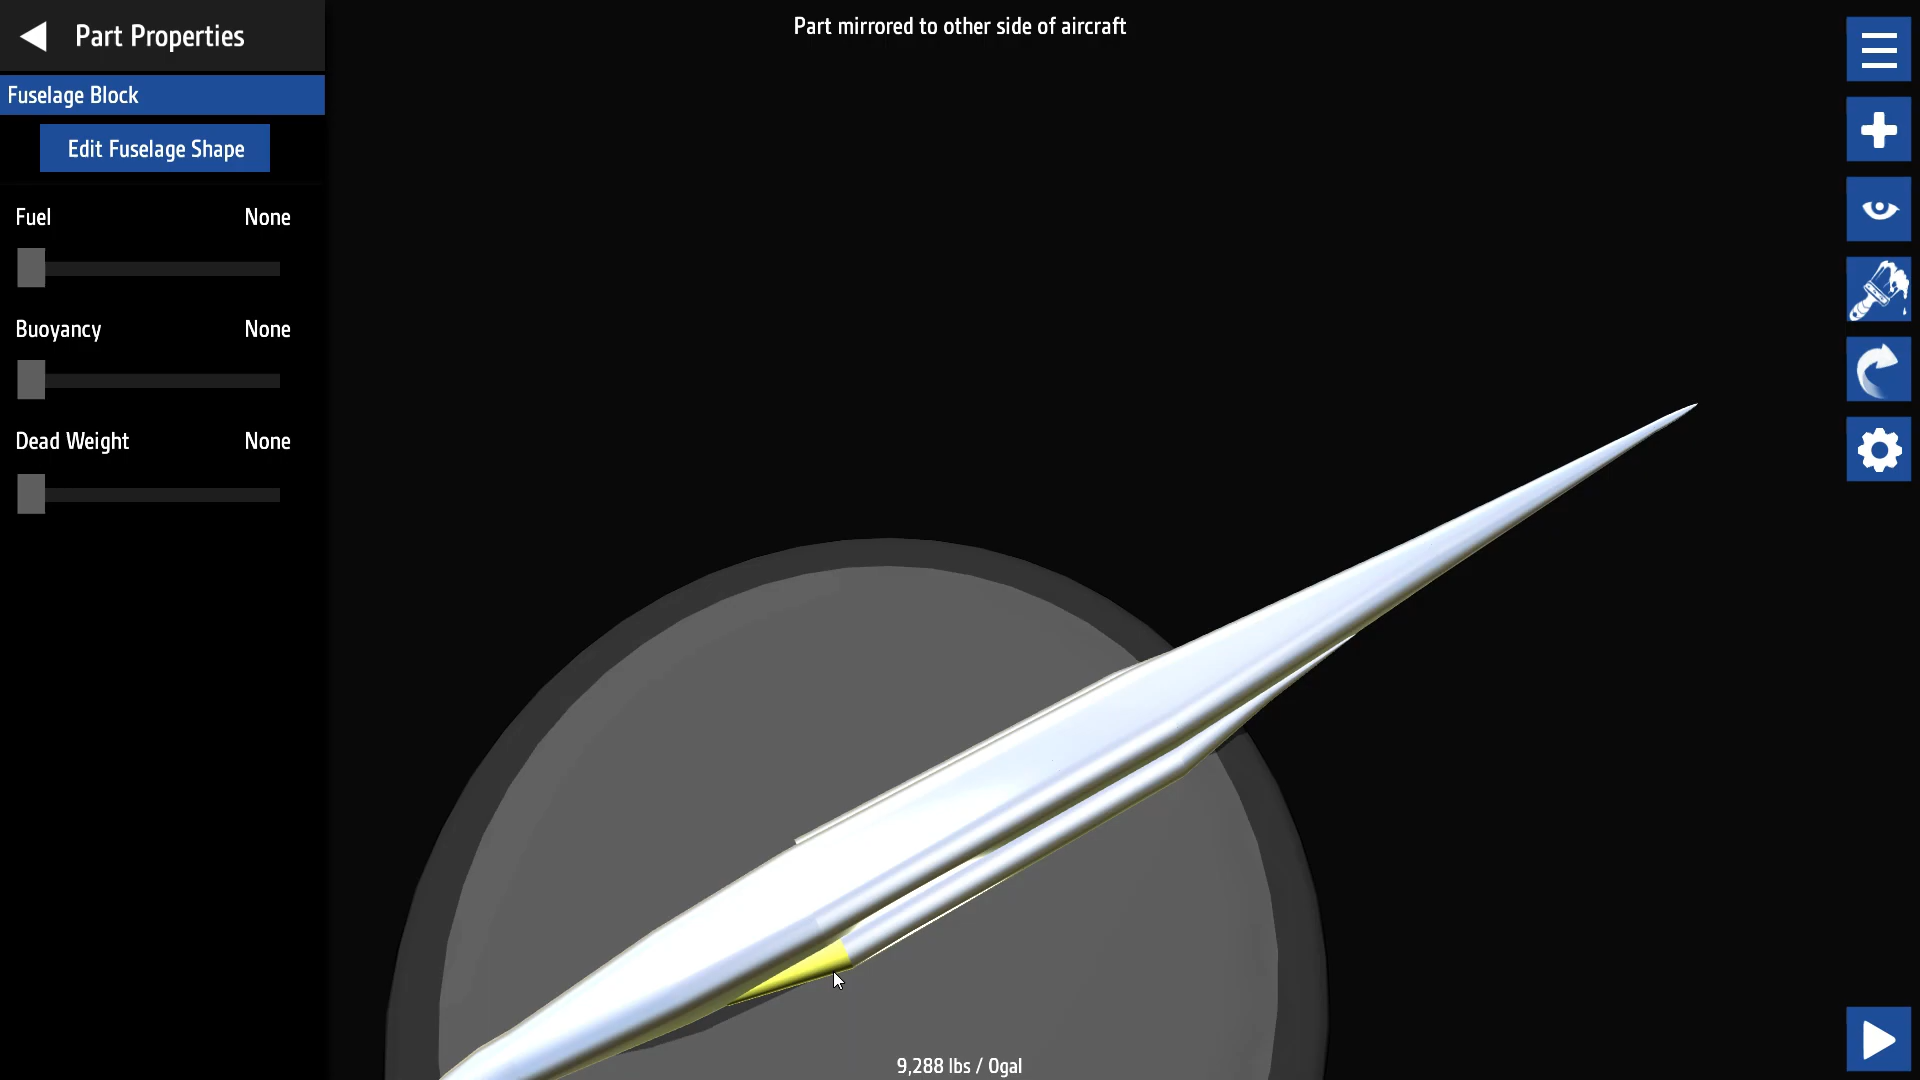 Part Properties
Part mirrored to other side of aircraft
Fuselage Block
Edit Fuselage Shape
Fuel None
Buoyancy None
Dead Weight None
9,288 lbs / 0gal